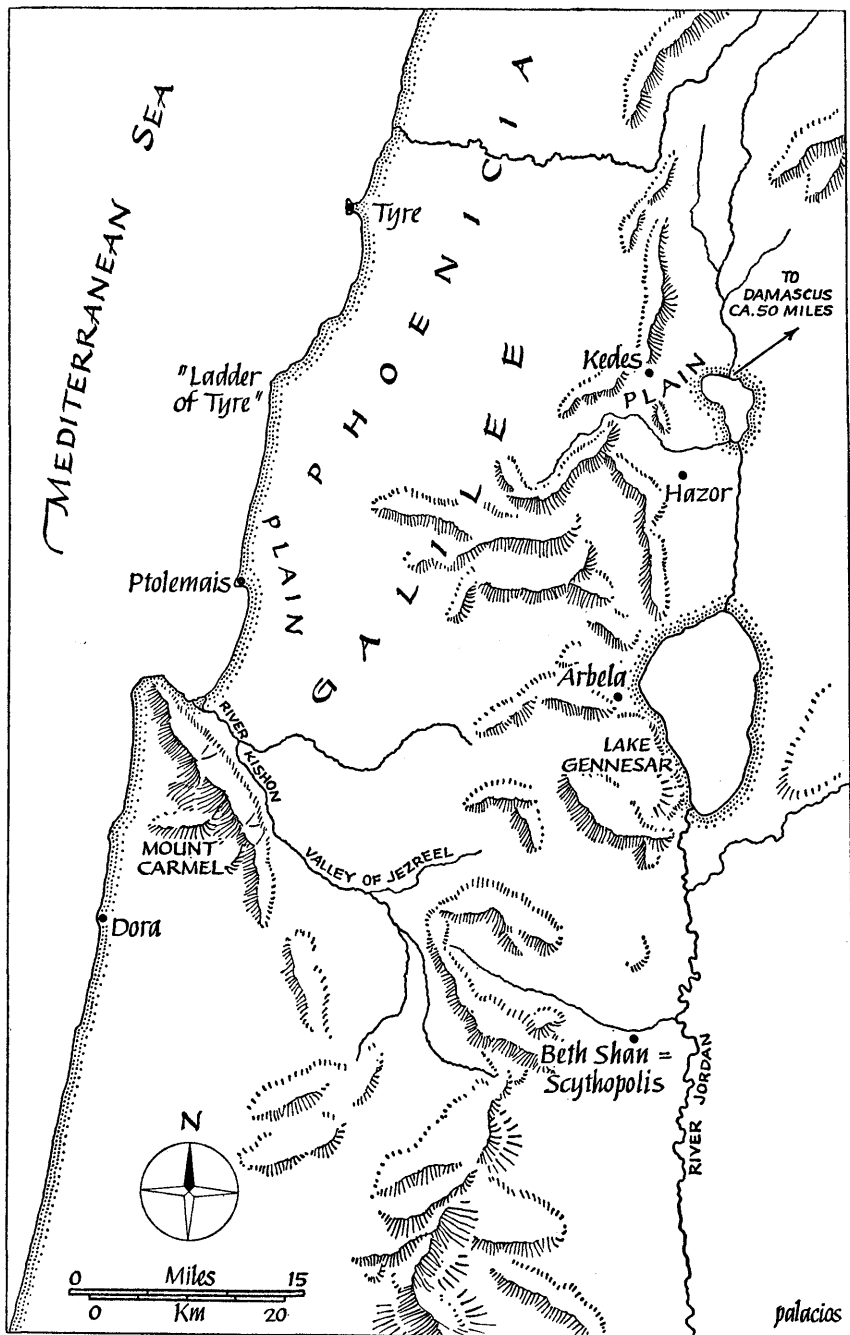 MEDITERRANEAN SEA
PHOENICIA
Tyre
TO
DAMASCUS
CA. 50 MILES
"Ladder
of Tyre"
Kedes
PLAIN
GALILEE
Hazor
PLAIN
Ptolemais
Arbela
LAKE
GENNESAR
RIVER
KISHON
MOUNT
CARMEL
VALLEY OF JEZREEL
Dora
Beth Shan =
Scythopolis
RIVER JORDAN
N
0 Miles 15
0 Km 20
palacios